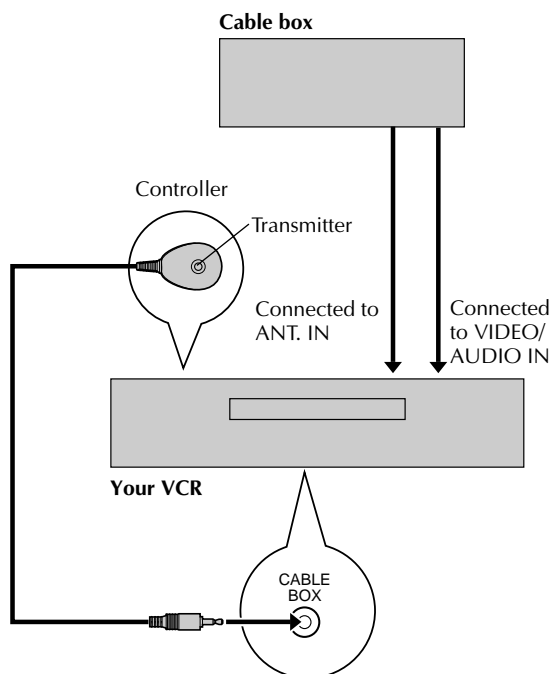 Cable box
Controller
Transmitter
Connected to
ANT. IN
Connected
to VIDEO/
AUDIO IN
Your VCR
CABLE
BOX